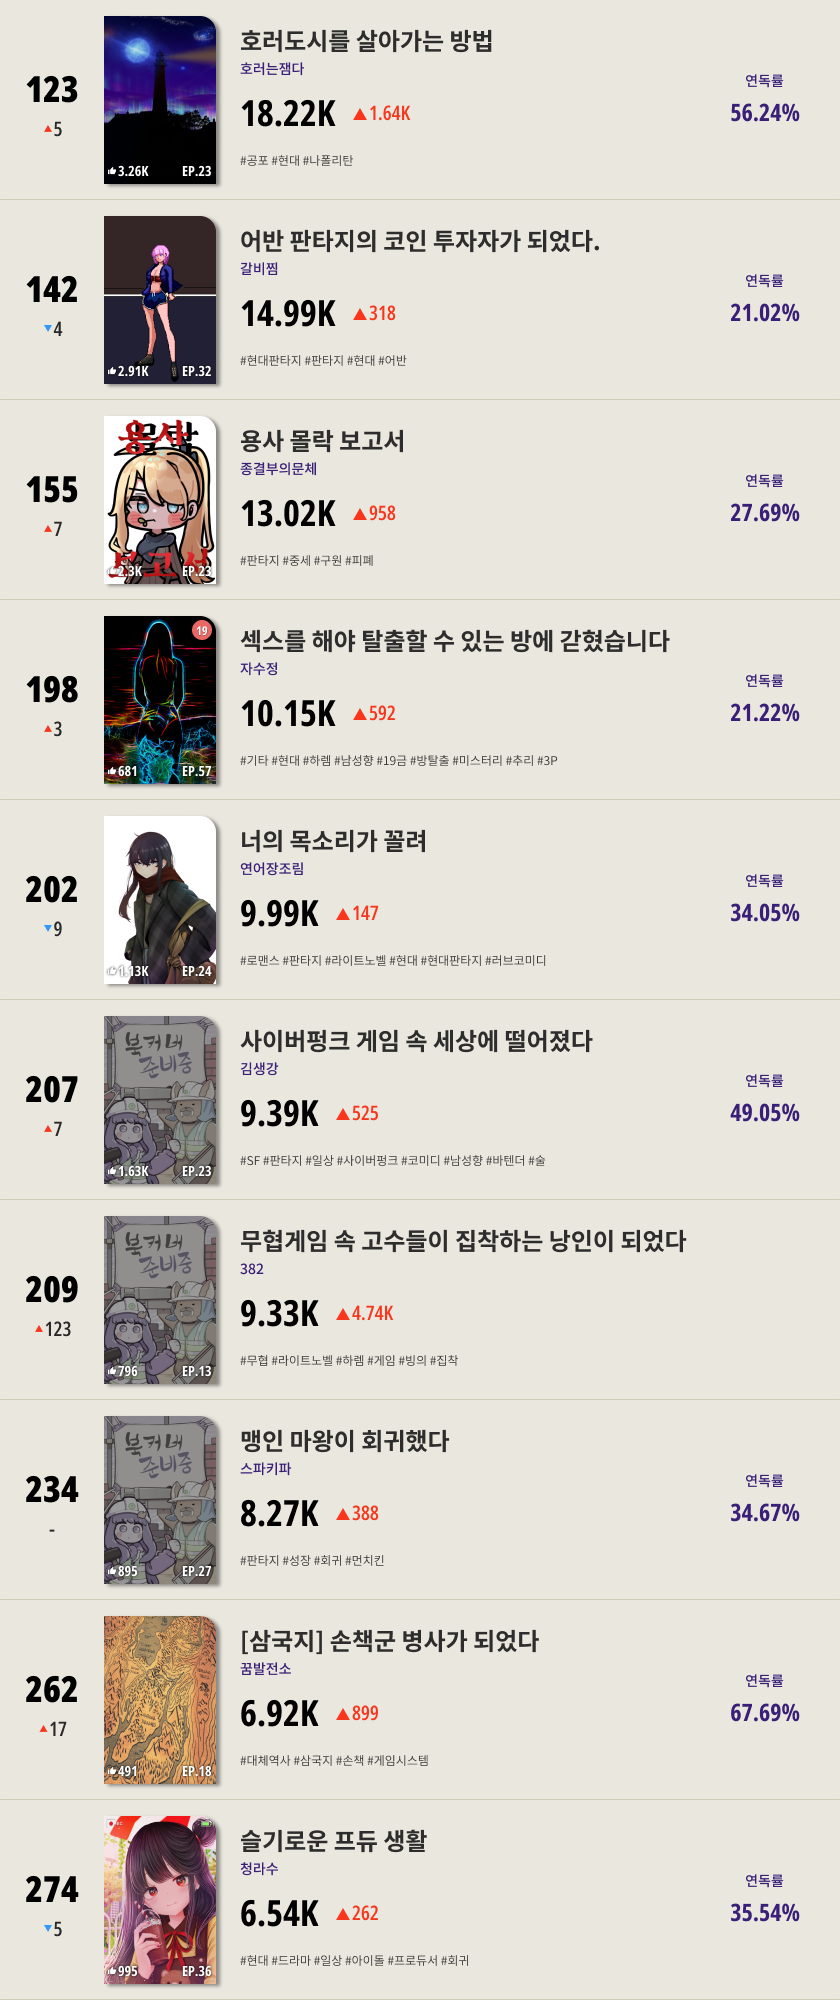 123
▲5
3.26K EP.23
호러도시를 살아가는 방법
호러는잼다
18.22K ▲1.64K
#공포 #현대 #나폴리탄
연독률
56.24%
142
▼4
2.91K EP.32
어반 판타지의 코인 투자자가 되었다.
갈비찜
14.99K ▲318
#현대판타지 #판타지 #현대 #어반
연독률
21.02%
155
▲7
용사
몰락
보고서
2.3K EP.23
용사 몰락 보고서
종결부의문체
13.02K ▲958
#판타지 #중세 #구원 #피폐
연독률
27.69%
198
▲3
19
681 EP.57
섹스를 해야 탈출할 수 있는 방에 갇혔습니다
자수정
10.15K ▲592
#기타 #현대 #하렘 #남성향 #19금 #방탈출 #미스터리 #추리 #3P
연독률
21.22%
202
▼9
1.13K EP.24
너의 목소리가 꼴려
연어장조림
9.99K ▲147
#로맨스 #판타지 #라이트노벨 #현대 #현대판타지 #러브코미디
연독률
34.05%
207
▲7
북커버
준비중
1.63K EP.23
사이버펑크 게임 속 세상에 떨어졌다
김생강
9.39K ▲525
#SF #판타지 #일상 #사이버펑크 #코미디 #남성향 #바텐더 #술
연독률
49.05%
209
▲123
북커버
준비중
796 EP.13
무협게임 속 고수들이 집착하는 낭인이 되었다
382
9.33K ▲4.74K
#무협 #라이트노벨 #하렘 #게임 #빙의 #집착
234
-
북커버
준비중
895 EP.27
맹인 마왕이 회귀했다
스파키파
8.27K ▲388
#판타지 #성장 #회귀 #먼치킨
연독률
34.67%
262
▲17
491 EP.18
[삼국지] 손책군 병사가 되었다
꿈발전소
6.92K ▲899
#대체역사 #삼국지 #손책 #게임시스템
연독률
67.69%
274
▼5
995 EP.36
슬기로운 프듀 생활
청라수
6.54K ▲262
#현대 #드라마 #일상 #아이돌 #프로듀서 #회귀
연독률
35.54%